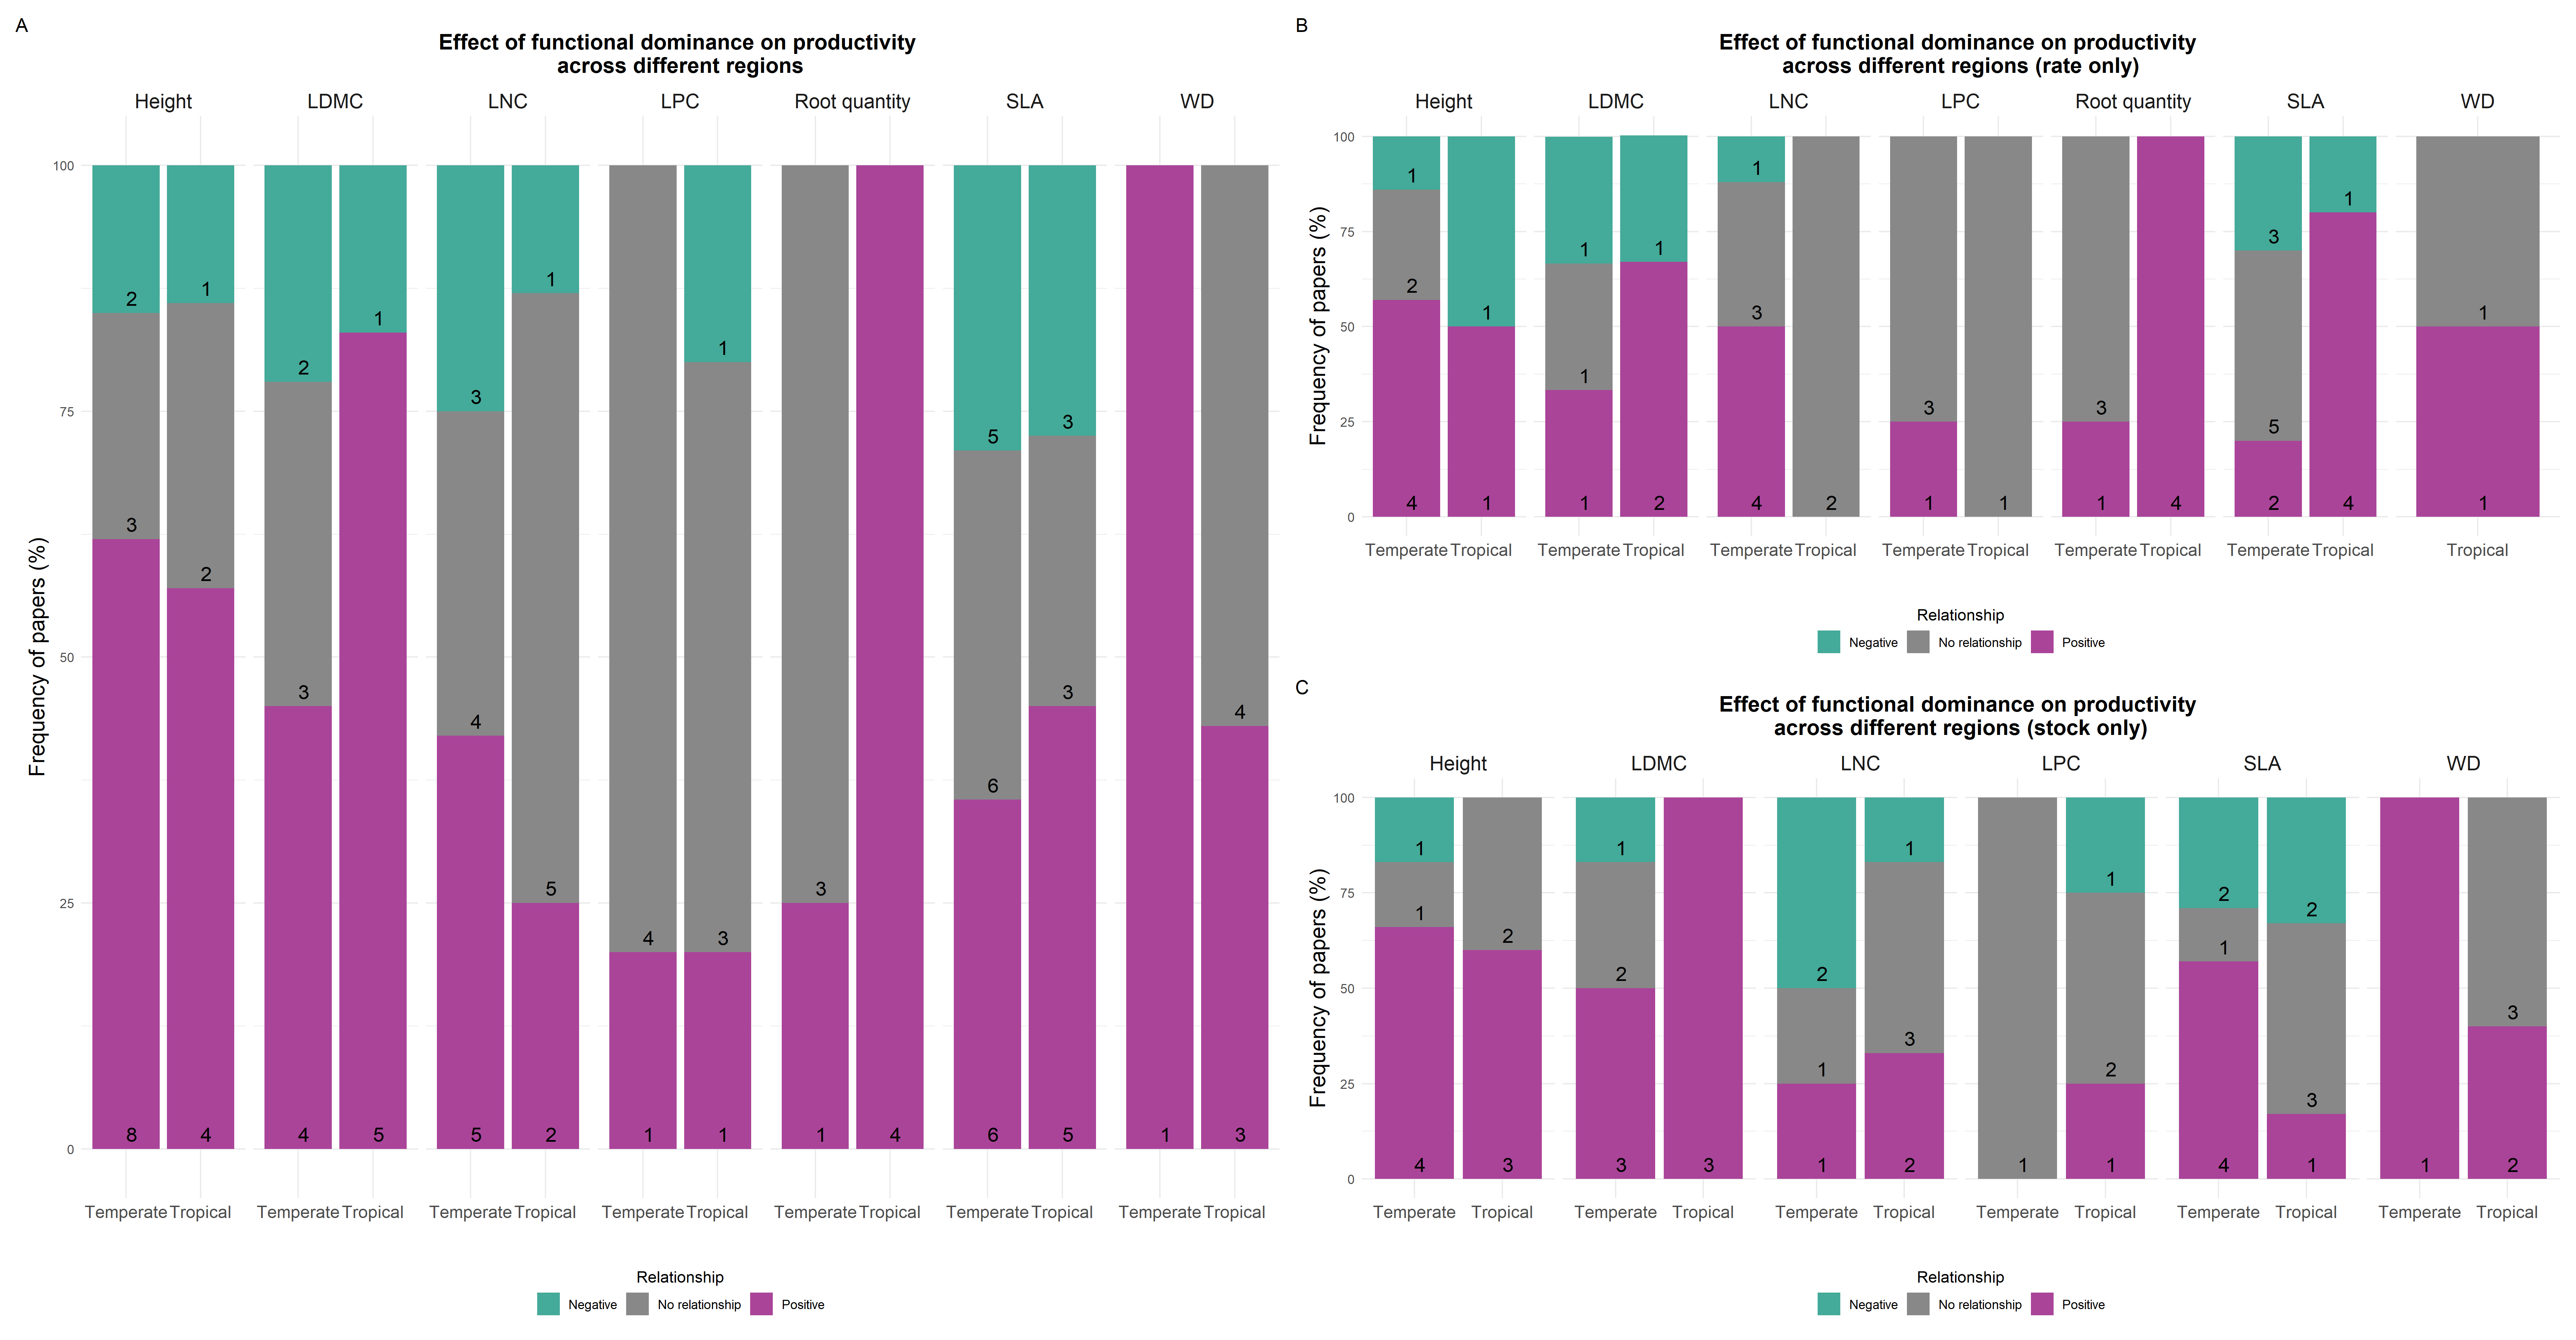 A
Effect of functional dominance on productivity
across different regions
Height LDMC LNC LPC Root quantity SLA WD
Frequency of papers (%)
100
75
50
25
0
2 1 2 1 3 1 1 5 3
3 2 3 4 5 4 3 3 6 3 4
8 4 4 5 5 2 1 1 1 4 6 5 1 3
Temperate Tropical Temperate Tropical Temperate Tropical Temperate Tropical Temperate Tropical Temperate Tropical Temperate Tropical
Relationship
Negative No relationship Positive
B
Effect of functional dominance on productivity
across different regions (rate only)
Height LDMC LNC LPC Root quantity SLA WD
Frequency of papers (%)
100
75
50
25
0
1 1 1 1 1 3 1
2 1 3 3 3 5 1
4 1 1 2 4 2 1 1 1 4 2 4 1
Temperate Tropical Temperate Tropical Temperate Tropical Temperate Tropical Temperate Tropical Temperate Tropical Tropical
Relationship
Negative No relationship Positive
C
Effect of functional dominance on productivity
across different regions (stock only)
Height LDMC LNC LPC SLA WD
Frequency of papers (%)
100
75
50
25
0
1 1 2 1 1 2 2
1 2 2 1 3 2 1 3 3
4 3 3 3 1 2 1 1 4 1 1 2
Temperate Tropical Temperate Tropical Temperate Tropical Temperate Tropical Temperate Tropical Temperate Tropical
Relationship
Negative No relationship Positive